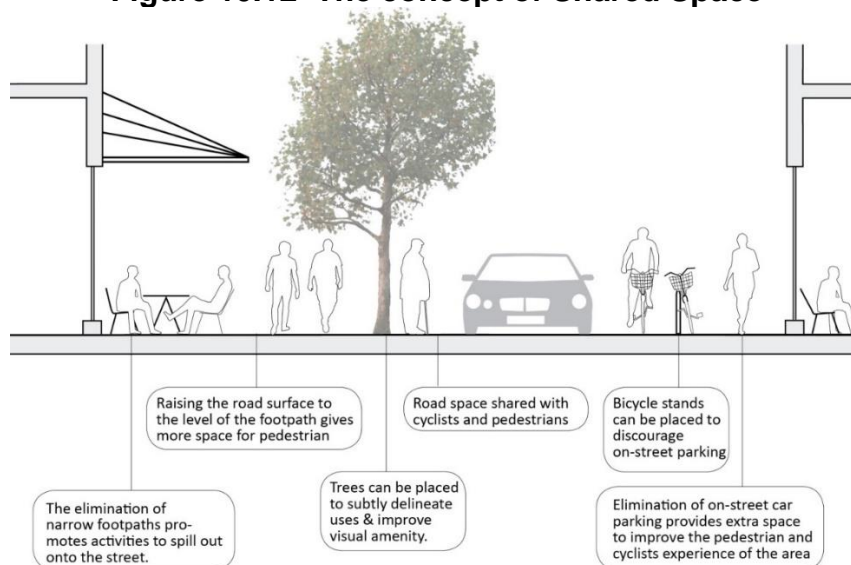 Figure The concept of Shared Space
Raising the road surface to
the level of the footpath gives
more space for pedestrian
Road space shared with
cyclists and pedestrians
Bicycle stands
can be placed to
discourage
on-street parking
The elimination of
narrow footpaths pro-
motes activities to spill out
onto the street.
Trees can be placed
to subtly delineate
uses & improve
visual amenity.
Elimination of on-street car
parking provides extra space
to improve the pedestrian and
cyclists experience of the area